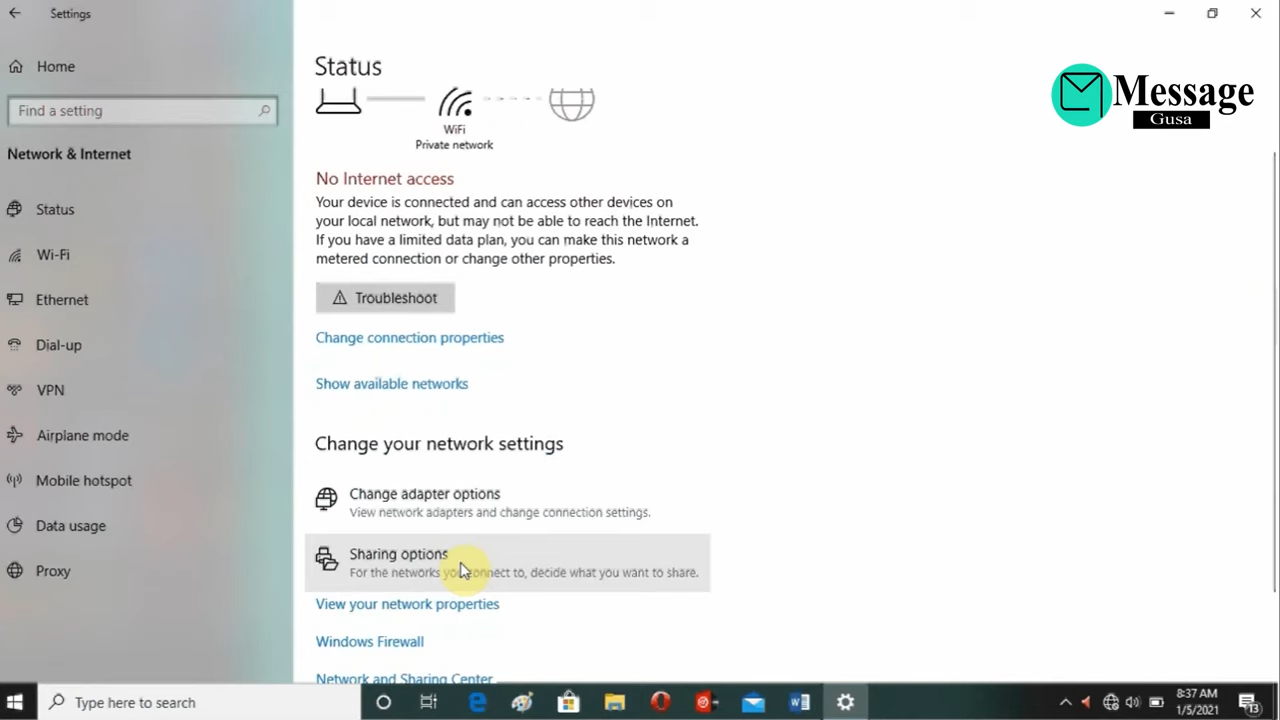 Settings
Home
Find a setting
Network & Internet
Status
Wi-Fi
Ethernet
Dial-up
VPN
Airplane mode
Mobile hotspot
Data usage
Proxy
Status
WiFi
Private network
No Internet access
Your device is connected and can access other devices on
your local network, but may not be able to reach the Internet.
If you have a limited data plan, you can make this network a
metered connection or change other properties.
Troubleshoot
Change connection properties
Show available networks
Change your network settings
Change adapter options
View network adapters and change connection settings.
Sharing options
For the networks you connect to, decide what you want to share.
View your network properties
Windows Firewall
Network and Sharing Center
Message
Gusa
Type here to search
8:37 AM
1/5/2021
13